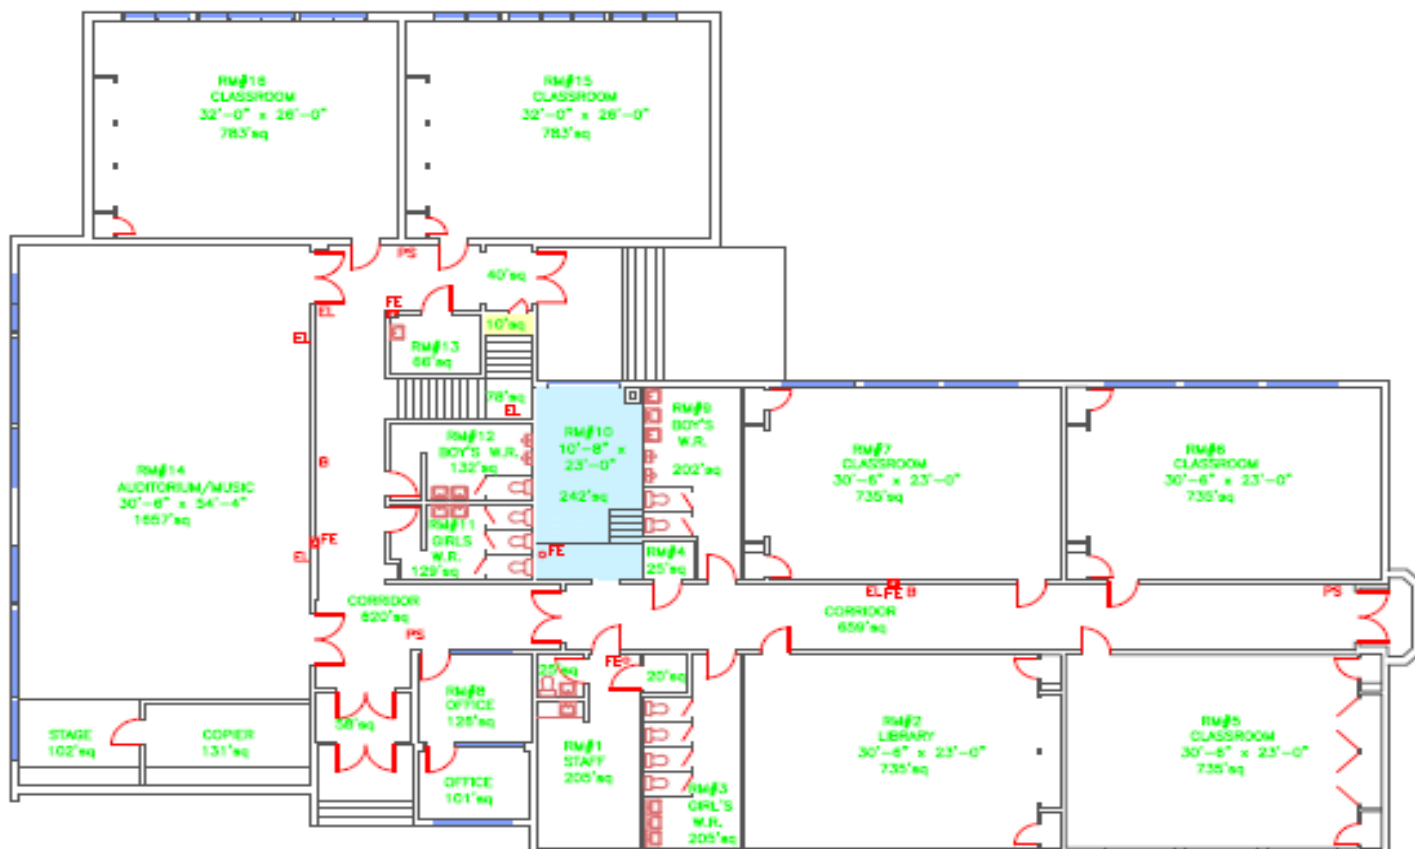 RM#16
CLASSROOM
32'-0" x 26'-0"
783'sq
RM#15
CLASSROOM
32'-0" x 26'-0"
783'sq
PS
40'sq
EL
FE
10'sq
EL
RM#13
66'sq
78'sq
EL
RM#12
BOY'S W.R.
132'sq
RM#10
10'-8" x
23'-0"
242'sq
RM#9
BOY'S
W.R.
202'sq
RM#7
CLASSROOM
30'-6" x 23'-0"
735'sq
RM#6
CLASSROOM
30'-6" x 23'-0"
735'sq
B
RM#14
AUDITORIUM/MUSIC
30'-6" x 54'-4"
1657'sq
RM#11
GIRLS
W.R.
129'sq
FE
EL
FE
RM#4
25'sq
EL
FE
B
PS
CORRIDOR
620'sq
PS
CORRIDOR
659'sq
FE
25'sq
20'sq
RM#8
OFFICE
126'sq
58'sq
STAGE
102'sq
COPIER
131'sq
OFFICE
101'sq
RM#1
STAFF
205'sq
RM#3
GIRL'S
W.R.
205'sq
RM#2
LIBRARY
30'-6" x 23'-0"
735'sq
RM#5
CLASSROOM
30'-6" x 23'-0"
735'sq